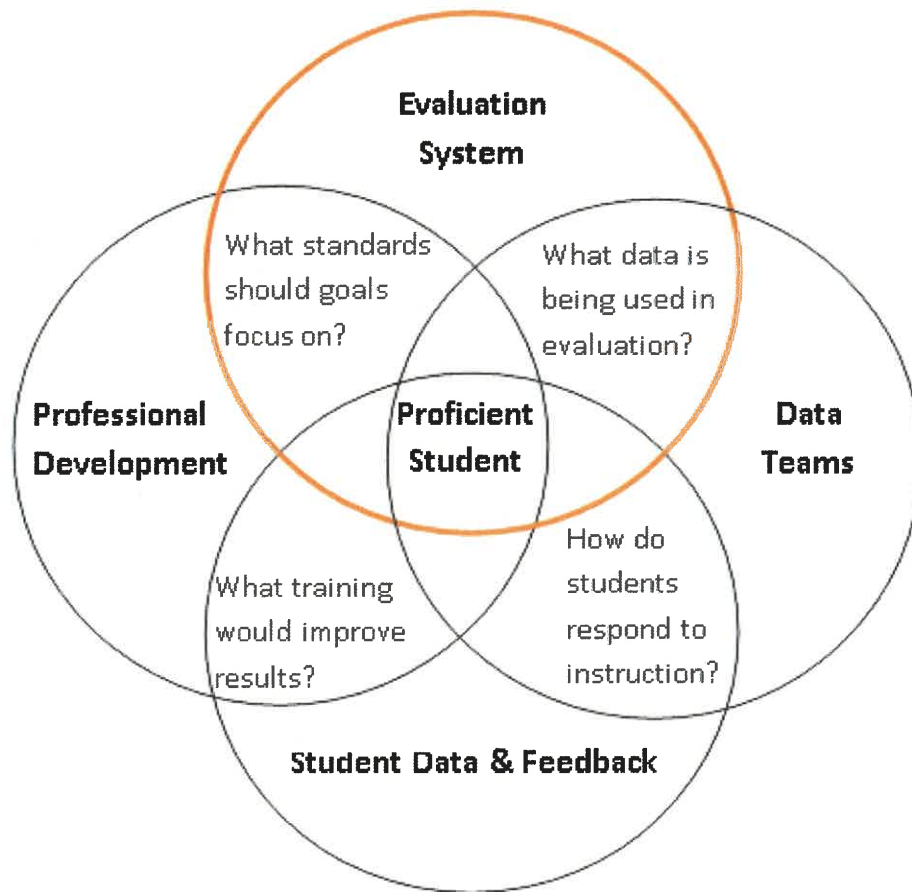 Evaluation
System
What standards
should goals
focus on?
What data is
being used in
evaluation?
Professional
Development
Proficient
Student
Data
Teams
What training
would improve
results?
How do
students
respond to
instruction?
Student Data & Feedback